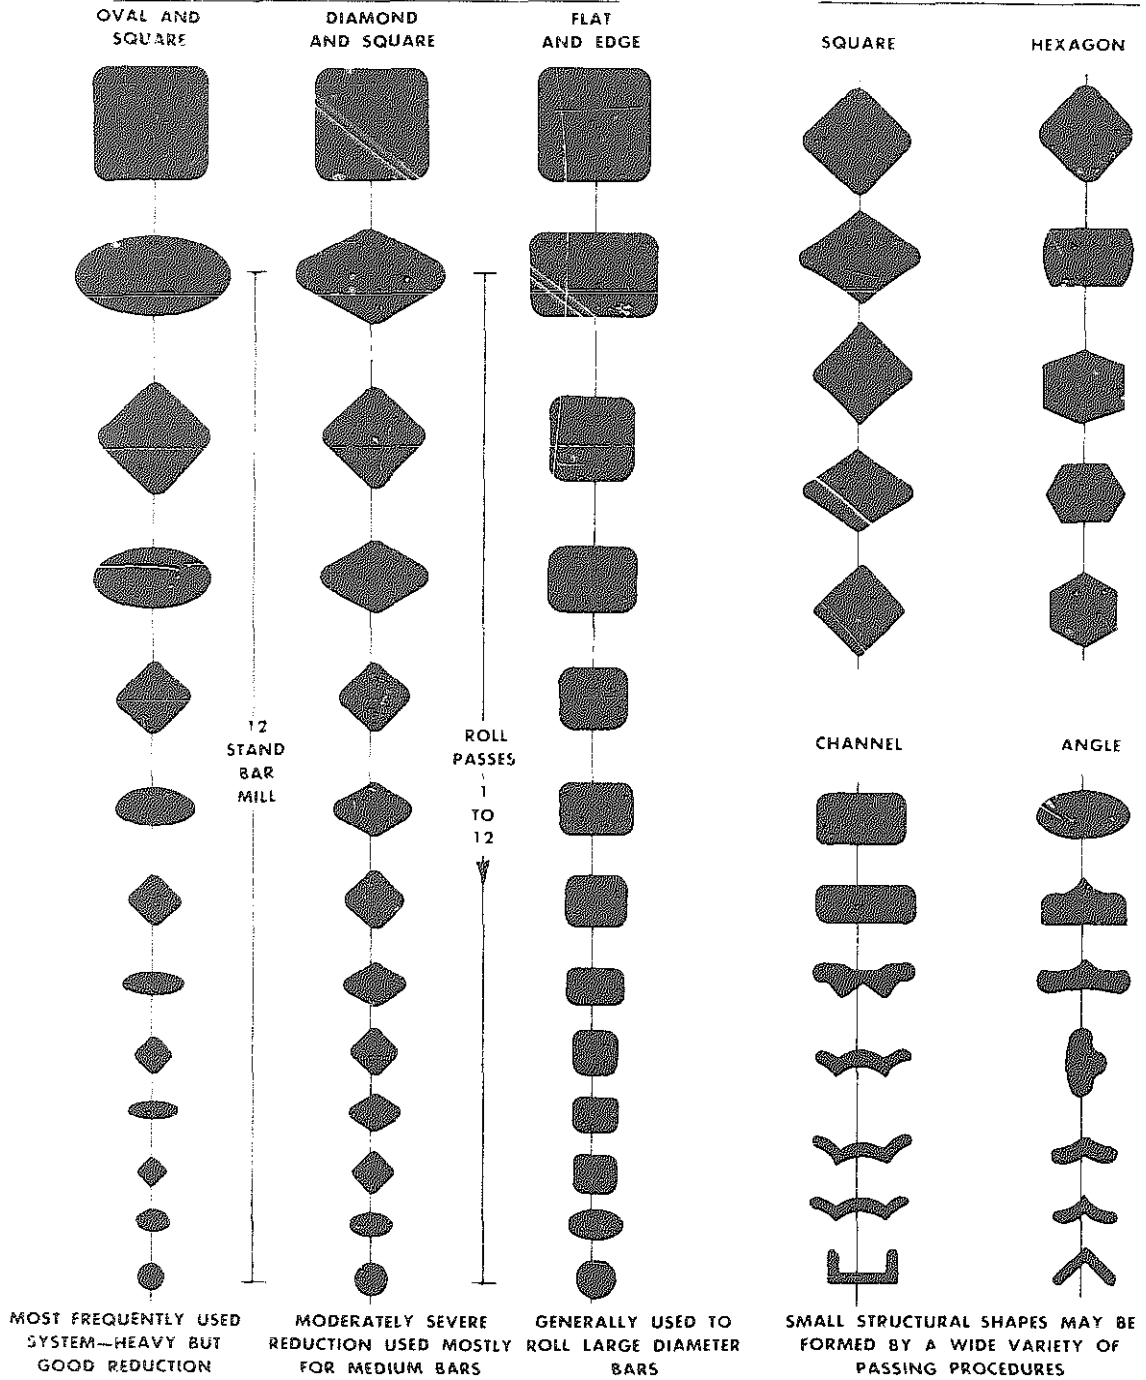 OVAL AND
SQUARE
DIAMOND
AND SQUARE
FLAT
AND EDGE
SQUARE
HEXAGON
12
STAND
BAR
MILL
ROLL
PASSES
1
TO
12
CHANNEL
ANGLE
MOST FREQUENTLY USED
SYSTEM—HEAVY BUT
GOOD REDUCTION
MODERATELY SEVERE
REDUCTION USED MOSTLY
FOR MEDIUM BARS
GENERALLY USED TO
ROLL LARGE DIAMETER
BARS
SMALL STRUCTURAL SHAPES MAY BE
FORMED BY A WIDE VARIETY OF
PASSING PROCEDURES